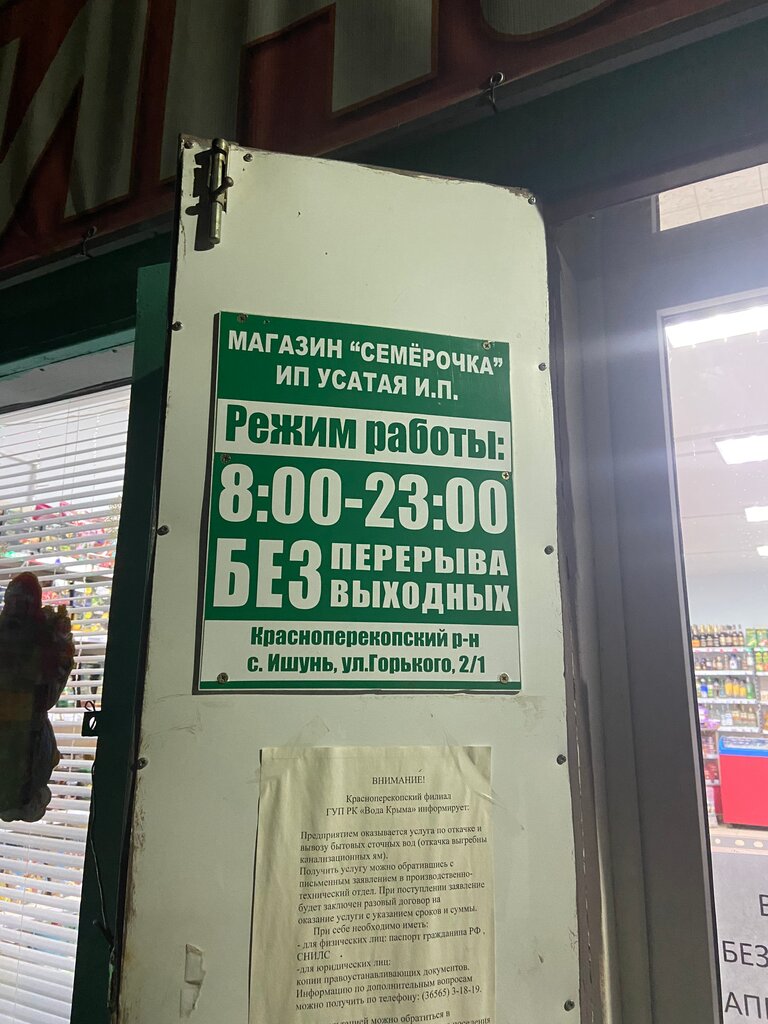 МАГАЗИН "СЕМЁРОЧКА"
ИП УСАТАЯ И.П.
Режим работы:
8:00-23:00
БЕЗ ПЕРЕРЫВА
ВЫХОДНЫХ
Красноперекопский р-н
с. Ишунь, ул.Горького, 2/1
ВНИМАНИЕ!
Красноперекопский филиал
ГУП РК «Вода Крыма» информирует:
Предприятием оказывается услуга по откачке и
вывозу бытовых сточных вод (откачка выгребны
канализационных ям).
Получить услугу можно обратившись с
письменным заявлением в производственно-
технический отдел. При поступлении заявление
будет заключен разовый договор на
оказание услуги с указанием сроков и суммы.
При себе необходимо иметь:
- для физических лиц: паспорт гражданина РФ ,
СНИЛС
-для юридических лиц:
копии правоустанавливающих документов.
Информацию по дополнительным вопросам
можно получить по телефону: (36565) 3-18-19.
можно обратиться в
БЕЗ